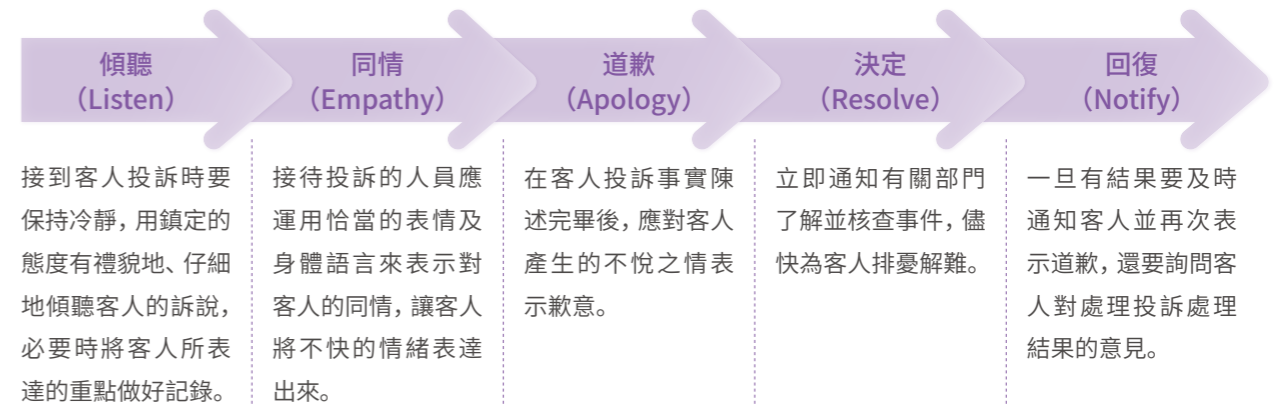 傾聽
（Listen）
接到客人投訴時要
保持冷靜，用鎮定的
態度有禮貌地、仔細
地傾聽客人的訴說，
必要時將客人所表
達的重點做好記錄。
同情
（Empathy）
接待投訴的人員應
運用恰當的表情及
身體語言來表示對
客人的同情，讓客人
將不快的情緒表達
出來。
道歉
（Apology）
在客人投訴事實陳
述完畢後，應對客人
產生的不悅之情表
示歉意。
決定
（Resolve）
立即通知有關部門
了解並核查事件，儘
快為客人排憂解難。
回復
（Notify）
一旦有結果要及時
通知客人並再次表
示道歉，還要詢問客
人對處理投訴處理
結果的意見。